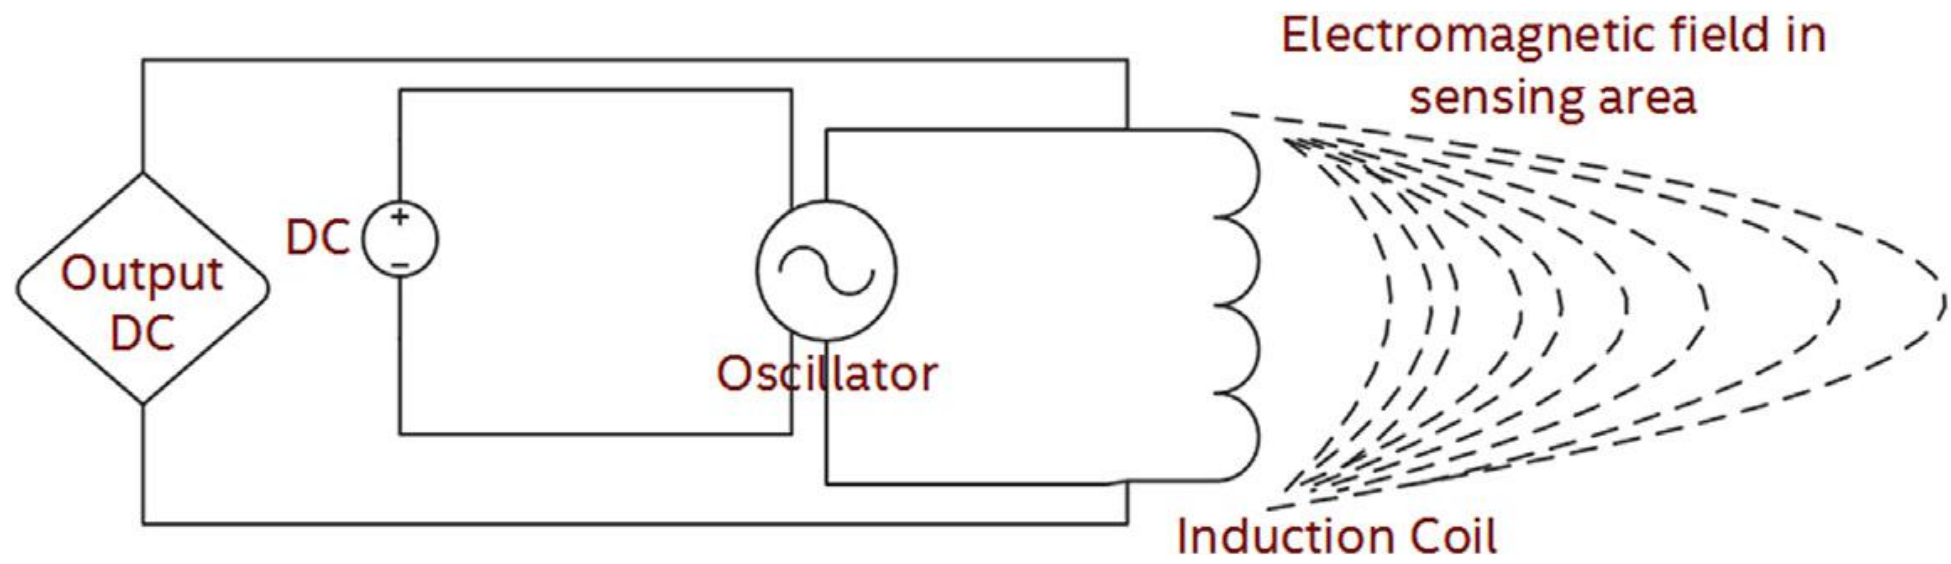 Electromagnetic field in
sensing area
DC
+
−
Output
DC
Oscillator
Induction Coil